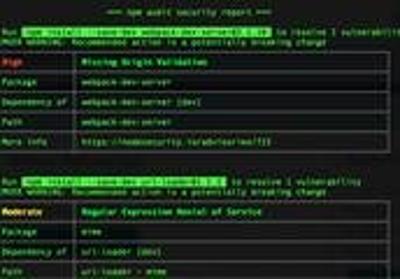 === npm audit security report ===
Run npm install --save-dev webpack-dev-server@3.1.10 to resolve 1 vulnerability
SEMVER WARNING: Recommended action is a potentially breaking change
High Missing Origin Validation
Package webpack-dev-server
Dependency of webpack-dev-server [dev]
Path webpack-dev-server
More info https://nodesecurity.io/advisories/725
Run npm install --save-dev url-loader@1.1.2 to resolve 1 vulnerability
SEMVER WARNING: Recommended action is a potentially breaking change
Moderate Regular Expression Denial of Service
Package mime
Dependency of url-loader [dev]
Path url-loader > mime